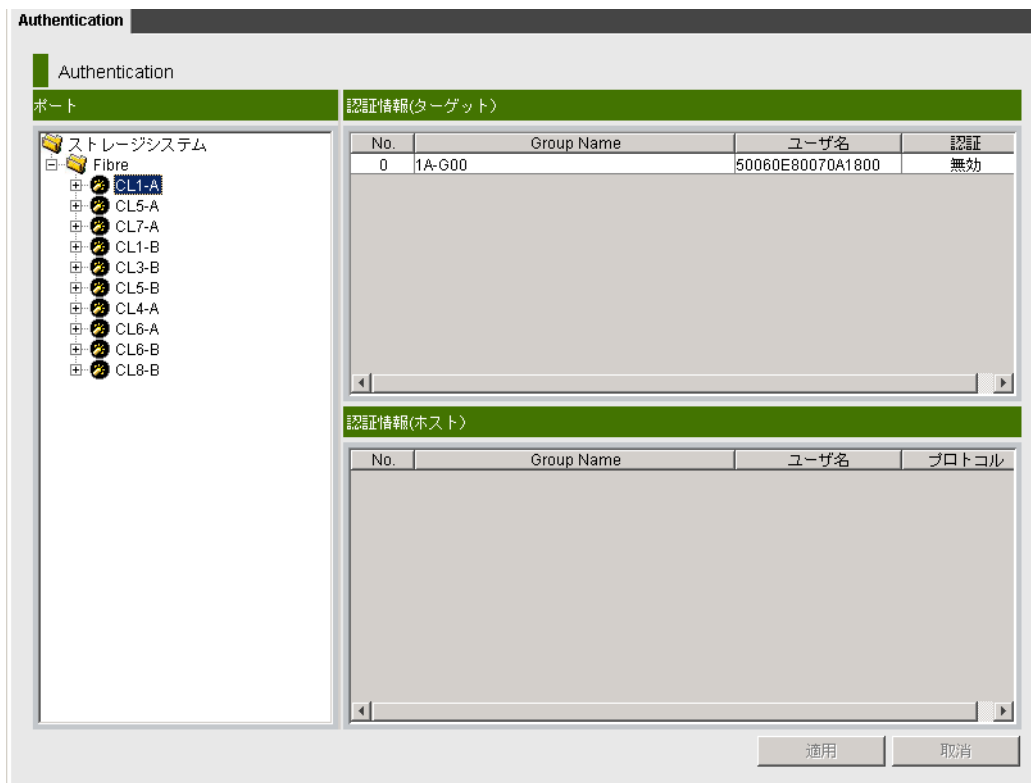 Authentication
Authentication
ポート
ストレージシステム
Fibre
CL1-A
CL5-A
CL7-A
CL1-B
CL3-B
CL5-B
CL4-A
CL6-A
CL6-B
CL8-B
認証情報(ターゲット)
No. Group Name ユーザ名 認証
0 1A-G00 50060E80070A1800 無効
認証情報(ホスト)
No. Group Name ユーザ名 プロトコル
適用 取消